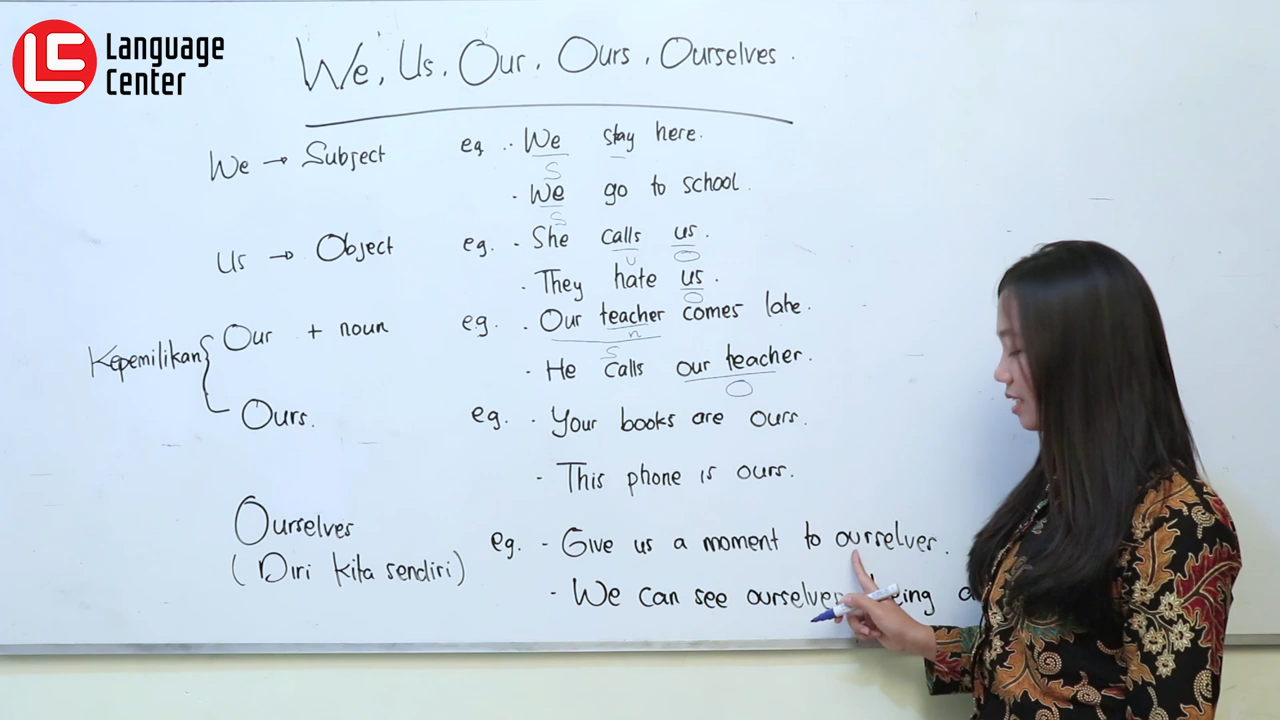 Language
Center
We, Us, Our, Ours, Ourselves.
We → Subject eg. · We stay here.
S
· We go to school.
S
Us → Object eg. · She calls us.
v O
· They hate us.
O
Kepemilikan Our + noun eg. · Our teacher comes late.
n
S
· He calls our teacher.
O
Ours. eg. · Your books are ours.
- This phone is ours.
Ourselves eg. - Give us a moment to ourselves.
(Diri kita sendiri)
- We can see ourselves being